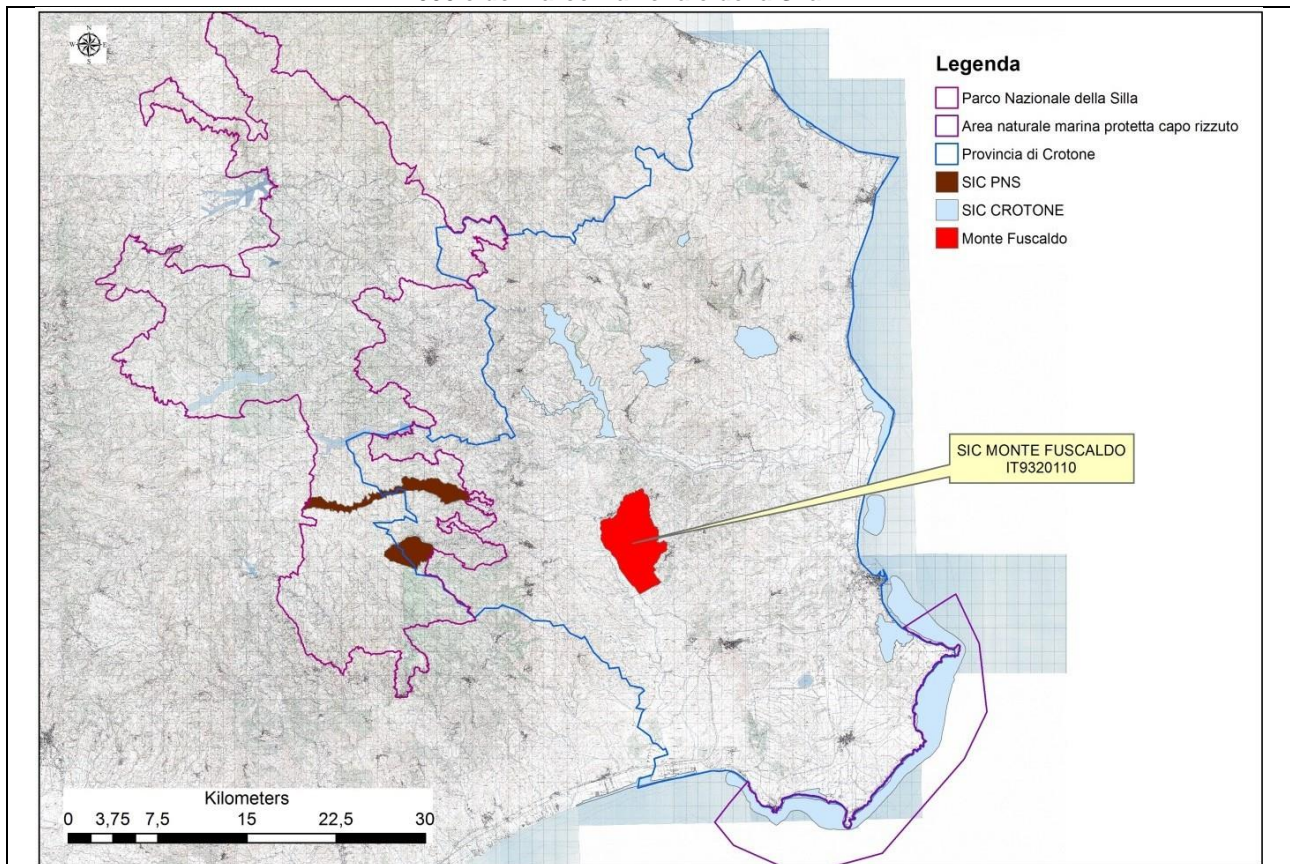 N
W E
S
Legenda
Parco Nazionale della Silla
Area naturale marina protetta capo rizzuto
Provincia di Crotone
SIC PNS
SIC CROTONE
Monte Fuscaldo
SIC MONTE FUSCALDO
IT9320110
Kilometers
0 3,75 7,5 15 22,5 30